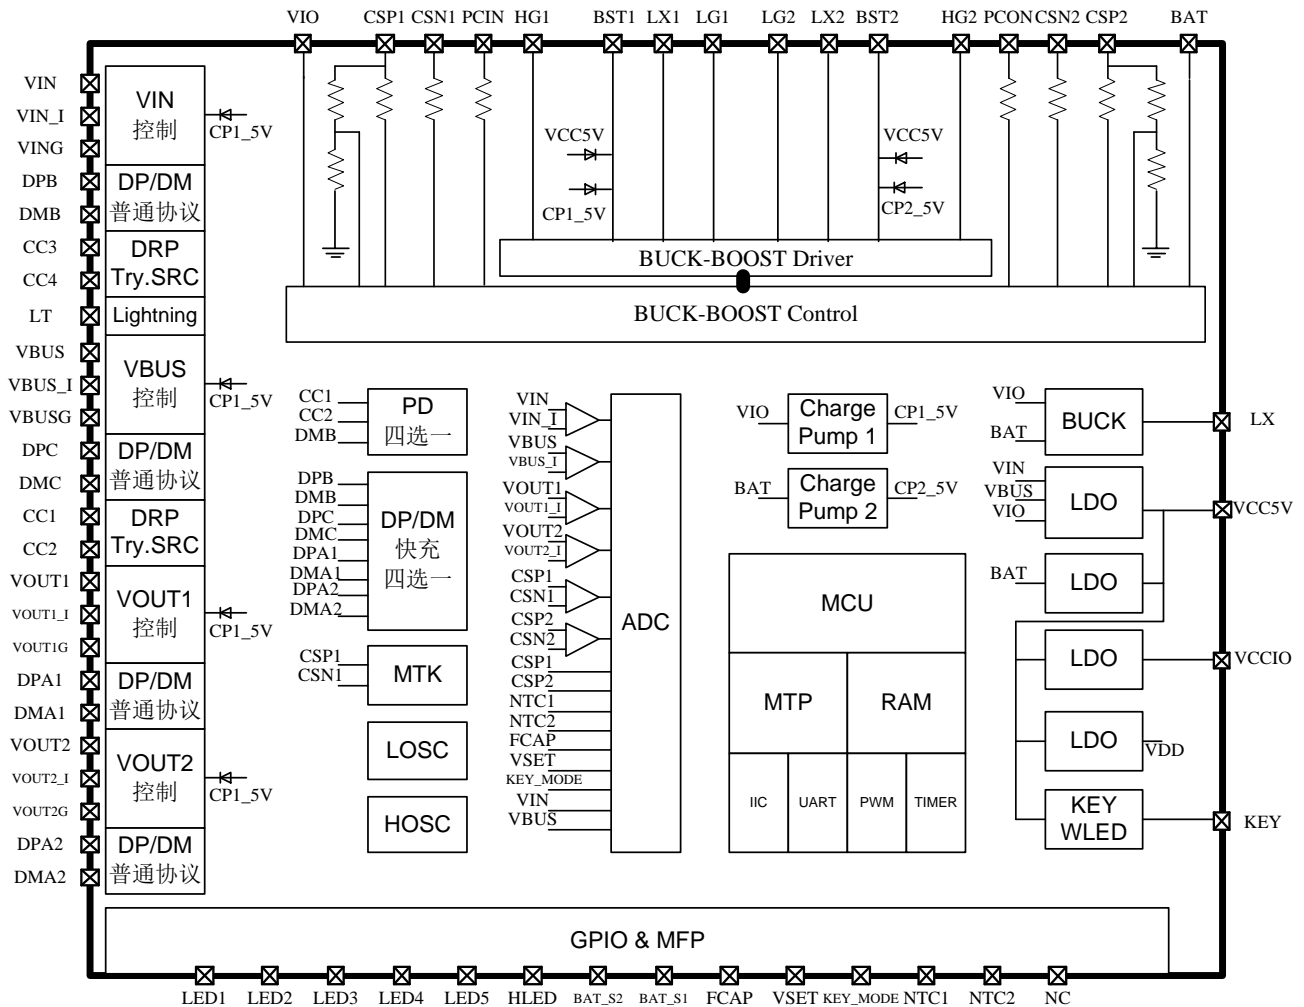 VIO CSP1 CSN1 PCIN HG1 BST1 LX1 LG1 LG2 LX2 BST2 HG2 PCON CSN2 CSP2 BAT
VIN
VIN_I
VING
DPB
DMB
CC3
CC4
LT
VBUS
VBUS_I
VBUSG
DPC
DMC
CC1
CC2
VOUT1
VOUT1_I
VOUT1G
DPA1
DMA1
VOUT2
VOUT2_I
VOUT2G
DPA2
DMA2
VIN
控制
CP1_5V
DP/DM
普通协议
DRP
Try.SRC
Lightning
VBUS
控制
CP1_5V
DP/DM
普通协议
DRP
Try.SRC
VOUT1
控制
CP1_5V
DP/DM
普通协议
VOUT2
控制
CP1_5V
DP/DM
普通协议
VCC5V
CP1_5V
VCC5V
CP2_5V
BUCK-BOOST Driver
BUCK-BOOST Control
CC1
CC2
DMB
PD
四选一
DPB
DMB
DPC
DMC
DPA1
DMA1
DPA2
DMA2
DP/DM
快充
四选一
CSP1
CSN1
MTK
LOSC
HOSC
VIN
VIN_I
VBUS
VBUS_I
VOUT1
VOUT1_I
VOUT2
VOUT2_I
CSP1
CSN1
CSP2
CSN2
CSP1
CSP2
NTC1
NTC2
FCAP
VSET
KEY_MODE
VIN
VBUS
ADC
VIO
Charge
Pump 1
CP1_5V
BAT
Charge
Pump 2
CP2_5V
MCU
MTP
RAM
IIC
UART
PWM
TIMER
VIO
BAT
BUCK
LX
VIN
VBUS
VIO
LDO
VCC5V
BAT
LDO
LDO
VCCIO
LDO
VDD
KEY
WLED
KEY
GPIO & MFP
LED1 LED2 LED3 LED4 LED5 HLED BAT_S2 BAT_S1 FCAP VSET KEY_MODE NTC1 NTC2 NC